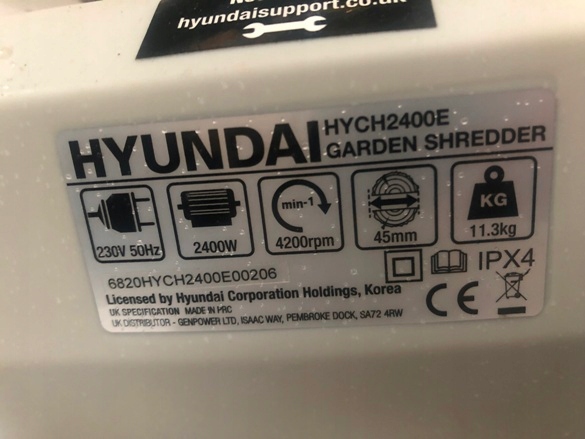 hyundaisupport.co.uk
HYUNDAI
HYCH2400E
GARDEN SHREDDER
230V 50Hz
2400W
min-1
4200rpm
45mm
KG
11.3kg
6820HYCH2400E00206
IPX4
Licensed by Hyundai Corporation Holdings, Korea
UK SPECIFICATION MADE IN PRC
UK DISTRIBUTOR - GENPOWER LTD, ISAAC WAY, PEMBROKE DOCK, SA72 4RW
CE